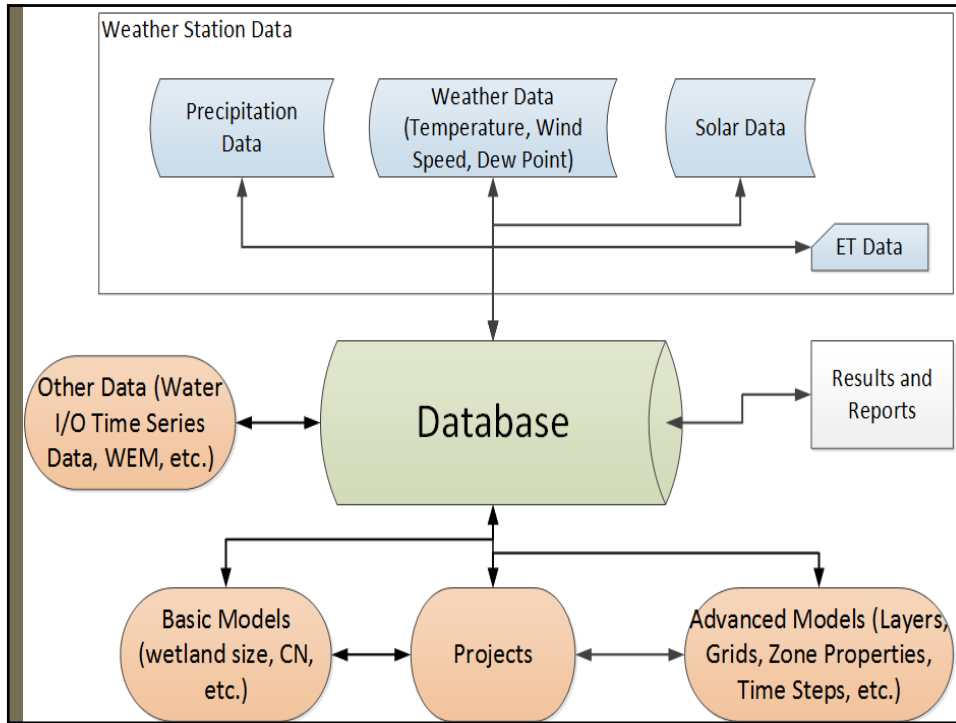 Weather Station Data
Precipitation
Data
Weather Data
(Temperature, Wind
Speed, Dew Point)
Solar Data
ET Data
Other Data (Water
I/O Time Series
Data, WEM, etc.)
Database
Results and
Reports
Basic Models
(wetland size, CN,
etc.)
Projects
Advanced Models (Layers,
Grids, Zone Properties,
Time Steps, etc.)